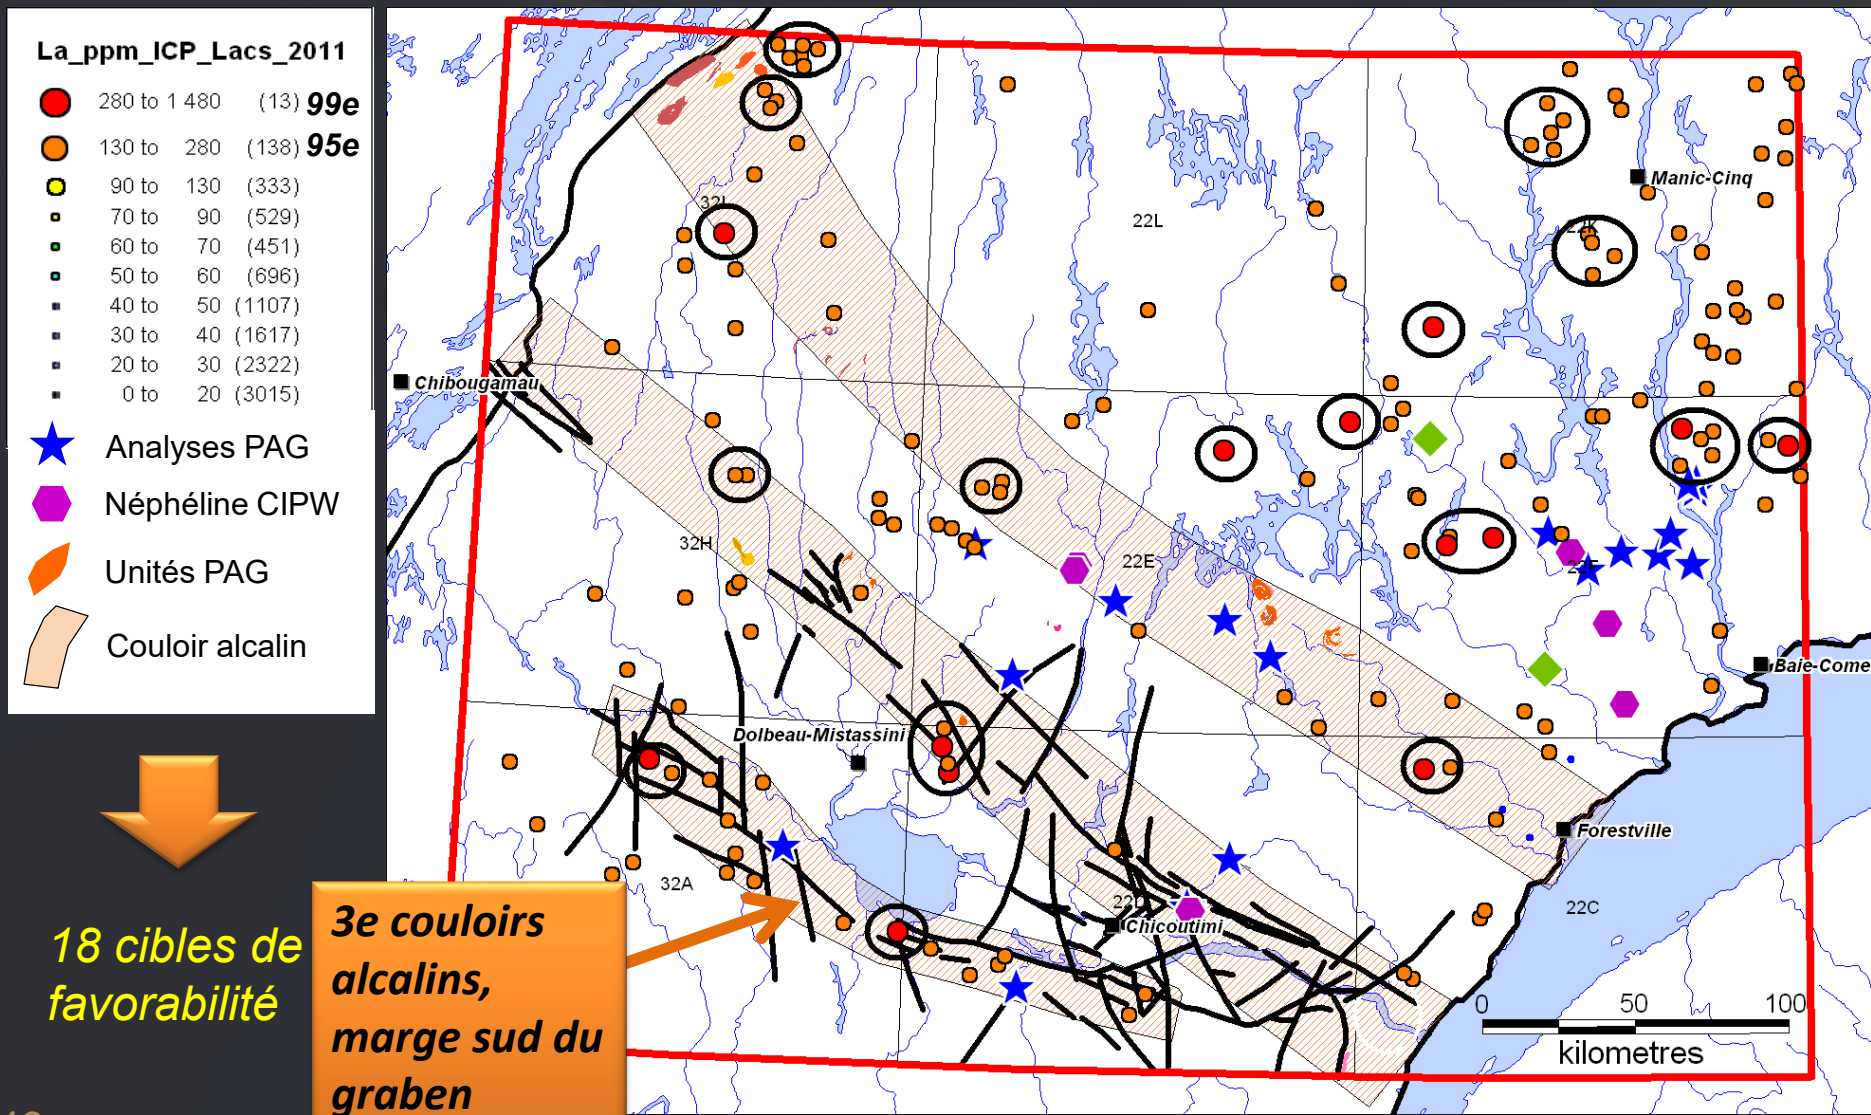 La_ppm_ICP_Lacs_2011
280 to 1 480 (13) 99e
130 to 280 (138) 95e
90 to 130 (333)
70 to 90 (529)
60 to 70 (451)
50 to 60 (696)
40 to 50 (1107)
30 to 40 (1617)
20 to 30 (2322)
0 to 20 (3015)
Analyses PAG
Néphéline CIPW
Unités PAG
Couloir alcalin
18 cibles de
favorabilité
3e couloirs
alcalins,
marge sud du
graben
Manic-Cinq
22L
Chibougamau
32H
22E
Baie-Come
Dolbeau-Mistassini
Forestville
32A
22C
Chicoutimi
0 50 100
kilometres